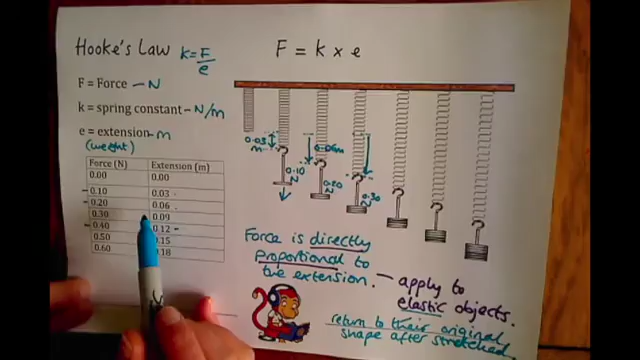 Hooke's Law k = F/e
F = k x e
F = Force – N
k = spring constant – N/m
e = extension – m
(weight)
Force (N) Extension (m)
0.00 0.00
0.10 0.03
0.20 0.06
0.30 0.09
0.40 0.12
0.50 0.15
0.60 0.18
0.03 m
0.06m
0.10 N
0.20 N
0.30 N
Force is directly
proportional to
to the extension.
– apply to
elastic objects.
return to their original
shape after stretched